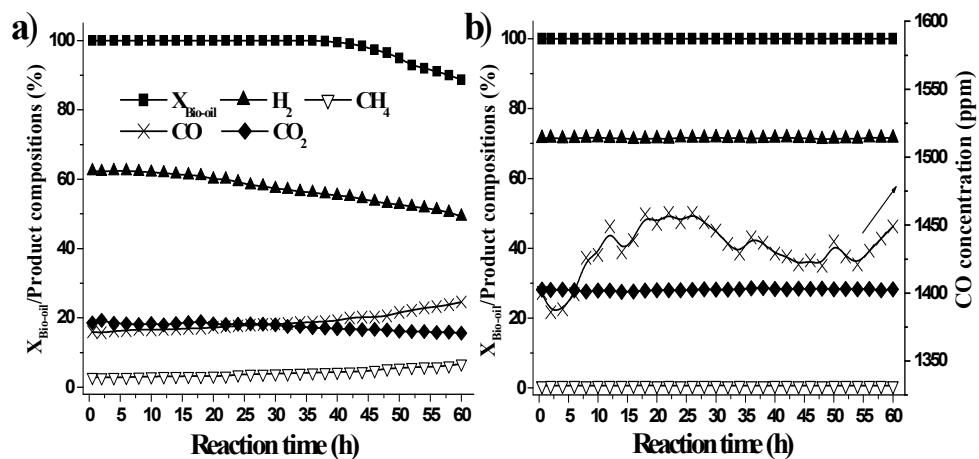 a)
X_Bio-oil/Product compositions (%)
100
80
60
40
20
0
X_Bio-oil H_2 CH_4
CO CO_2
0 5 10 15 20 25 30 35 40 45 50 55 60
Reaction time (h)
b)
X_Bio-oil/Product compositions (%)
100
80
60
40
20
0
0 5 10 15 20 25 30 35 40 45 50 55 60
Reaction time (h)
1600
1550
1500
1450
1400
1350
CO concentration (ppm)